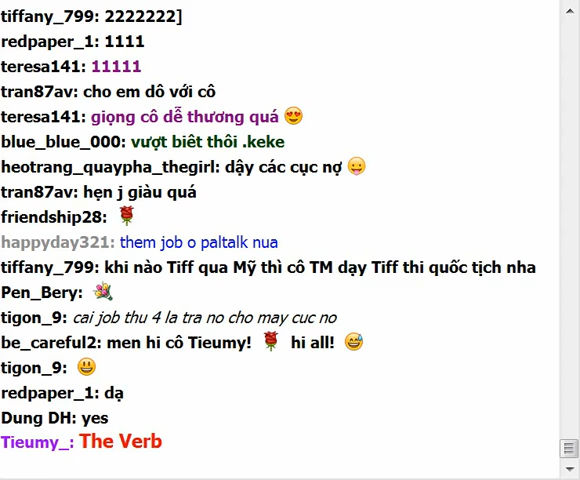 tiffany_799: 2222222]
redpaper_1: 1111
teresa141: 11111
tran87av: cho em dô với cô
teresa141: giọng cô dễ thương quá 😍
blue_blue_000: vượt biêt thôi .keke
heotrang_quaypha_thegirl: dậy các cục nợ 😛
tran87av: hẹn j giàu quá
friendship28: 🌹
happyday321: them job o paltalk nua
tiffany_799: khi nào Tiff qua Mỹ thì cô TM dạy Tiff thi quốc tịch nha
Pen_Bery: 💐
tigon_9: cai job thu 4 la tra no cho may cuc no
be_careful2: men hi cô Tieumy! 🌹 hi all! 😅
tigon_9: 😃
redpaper_1: dạ
Dung DH: yes
Tieumy_: The Verb